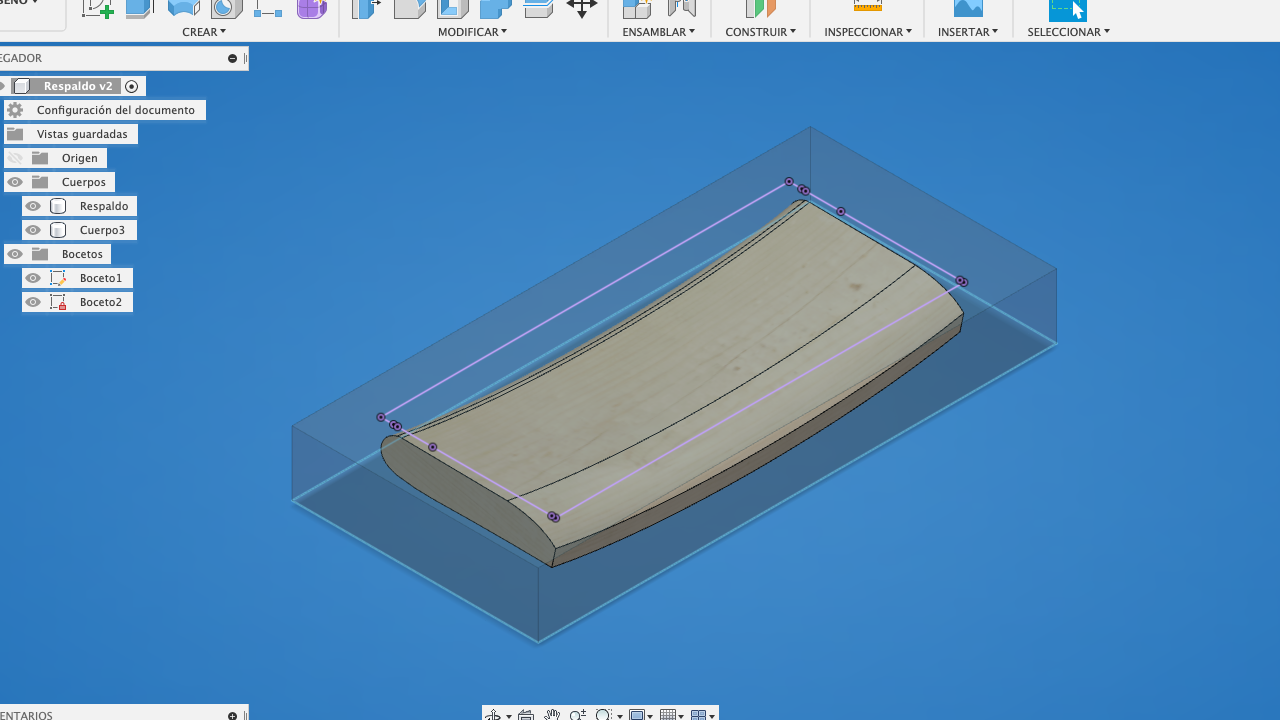 CREAR
MODIFICAR
ENSAMBLAR
CONSTRUIR
INSPECCIONAR
INSERTAR
SELECCIONAR
EGADOR
Respaldo v2
Configuración del documento
Vistas guardadas
Origen
Cuerpos
Respaldo
Cuerpo3
Bocetos
Boceto1
Boceto2
ENTARIOS